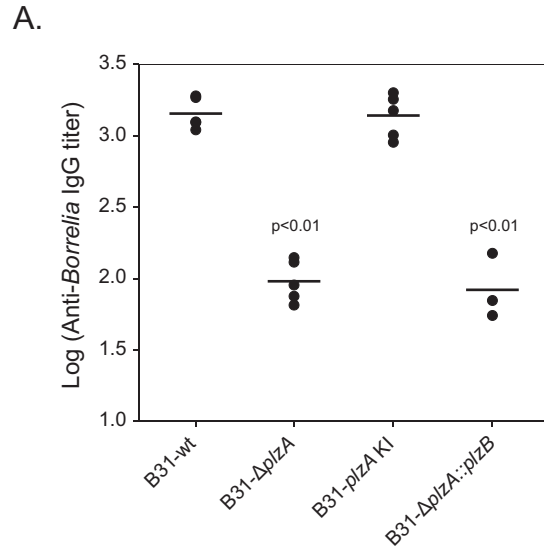 A.
Log (Anti-Borrelia IgG titer)
3.5
3.0
2.5
2.0
1.5
1.0
p<0.01
p<0.01
B31-wt
B31-ΔplzA
B31-plzA KI
B31-ΔplzA::plzB